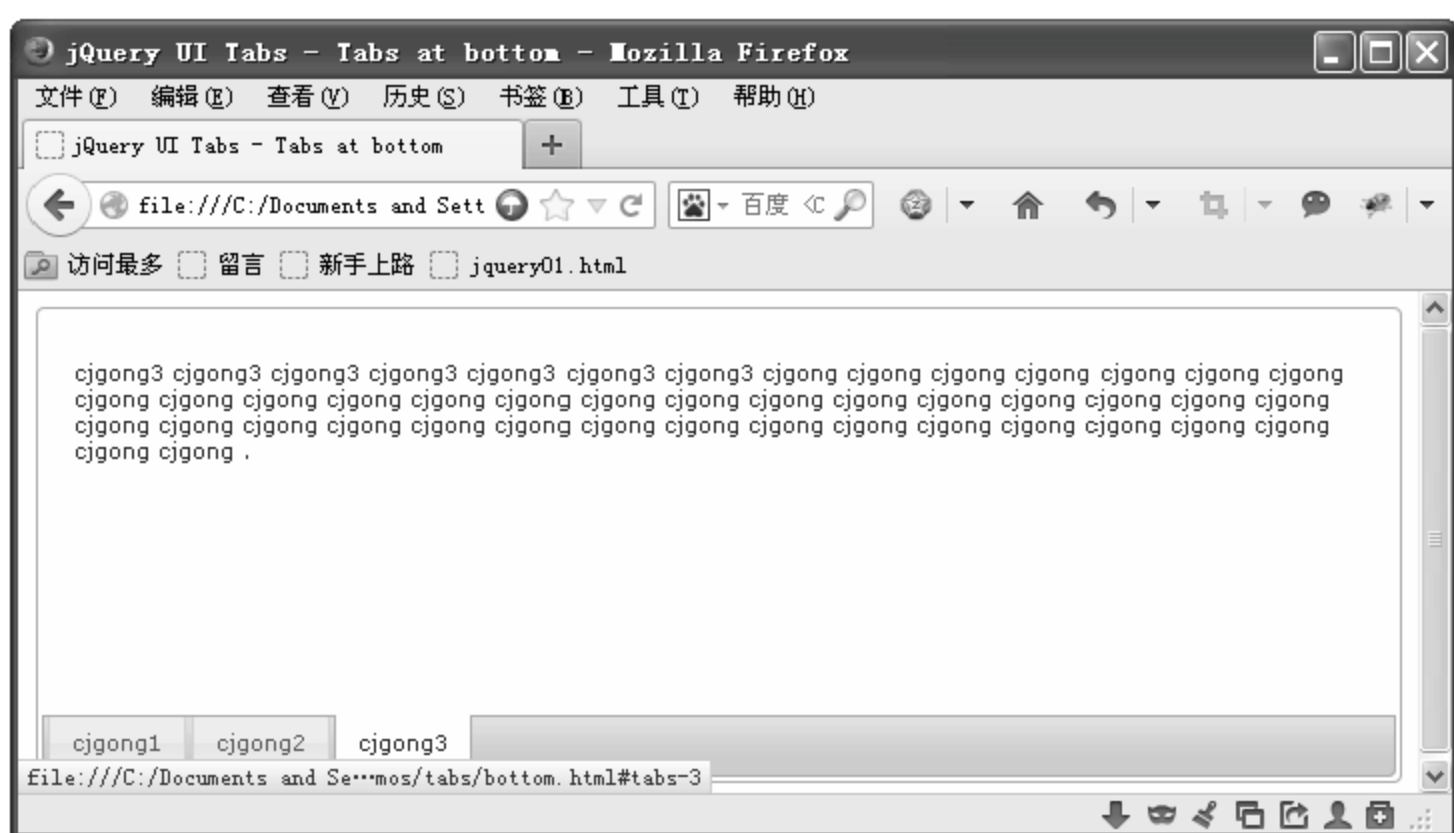 jQuery UI Tabs - Tabs at bottom - Mozilla Firefox
文件(F) 编辑(E) 查看(V) 历史(S) 书签(B) 工具(T) 帮助(H)
jQuery UI Tabs - Tabs at bottom +
file:///C:/Documents and Sett 百度 <C
访问最多 留言 新手上路 jquery01.html
cjgong3 cjgong3 cjgong3 cjgong3 cjgong3 cjgong3 cjgong3 cjgong cjgong cjgong cjgong cjgong cjgong cjgong
cjgong cjgong cjgong cjgong cjgong cjgong cjgong cjgong cjgong cjgong cjgong cjgong cjgong cjgong cjgong
cjgong cjgong cjgong cjgong cjgong cjgong cjgong cjgong cjgong cjgong cjgong cjgong cjgong cjgong cjgong
cjgong cjgong .
cjgong1 cjgong2 cjgong3
file:///C:/Documents and Se…mos/tabs/bottom.html#tabs-3